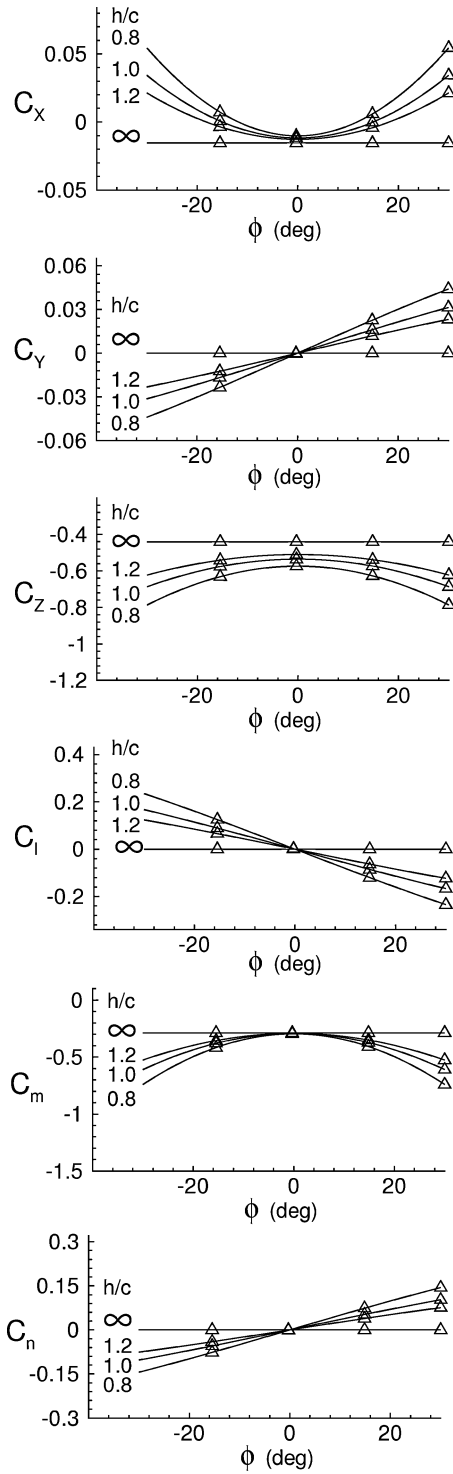 h/c
0.8
0.05
1.0
1.2
C_X
0
∞
-0.05
-20 0 20
ϕ (deg)
0.06
h/c
0.03
∞
C_Y
0
1.2
-0.03
1.0
0.8
-0.06
-20 0 20
ϕ (deg)
h/c
-0.4
∞
1.2
-0.6
1.0
C_Z
-0.8
0.8
-1
-1.2
-20 0 20
ϕ (deg)
h/c
0.4
0.8
0.2
1.0
1.2
C_l
0
∞
-0.2
-20 0 20
ϕ (deg)
0
h/c
∞
-0.5
1.2
1.0
C_m
0.8
-1
-1.5
-20 0 20
ϕ (deg)
0.3
h/c
0.15
∞
C_n
0
1.2
1.0
-0.15
0.8
-0.3
-20 0 20
ϕ (deg)